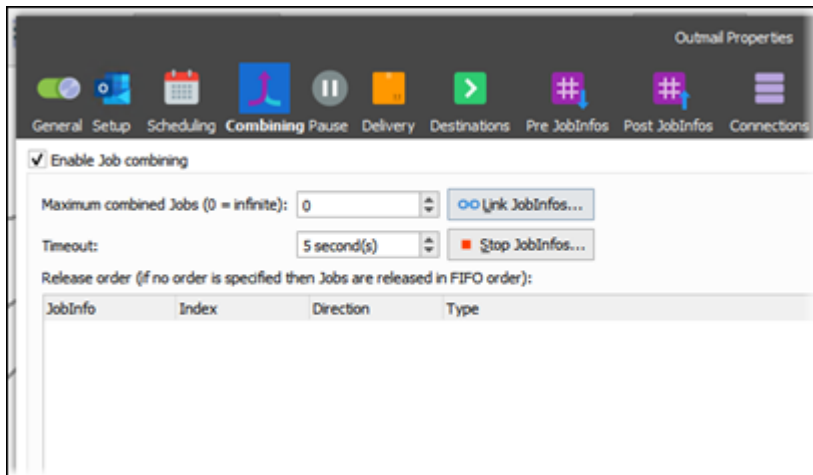 Outmail Properties
General Setup Scheduling Combining Pause Delivery Destinations Pre JobInfos Post JobInfos Connections
Enable Job combining
Maximum combined Jobs (0 = infinite): 0 Link JobInfos...
Timeout: 5 second(s) Stop JobInfos...
Release order (if no order is specified then Jobs are released in FIFO order):
JobInfo Index Direction Type